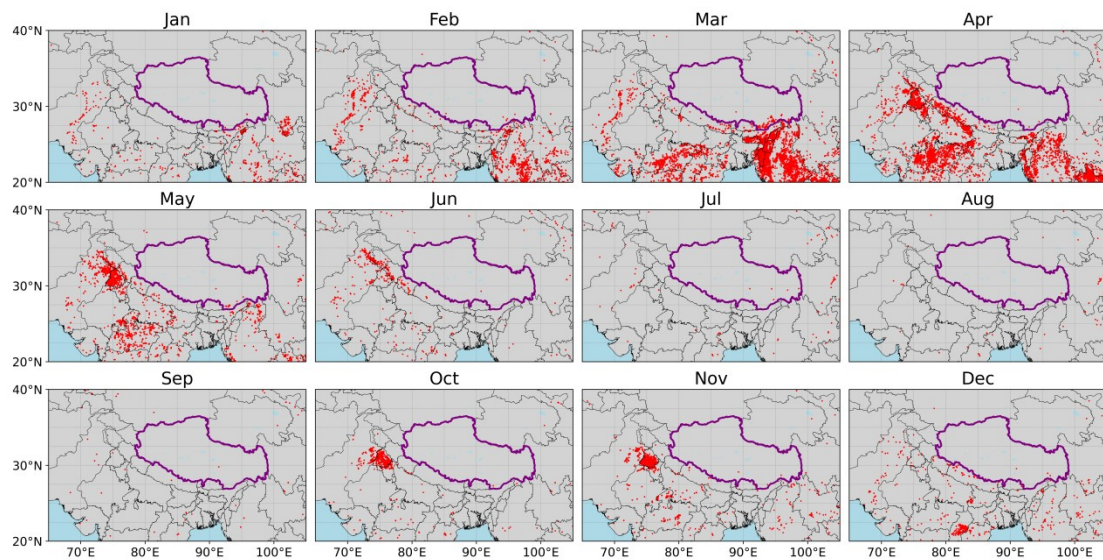 Jan Feb Mar Apr
40°N
30°N
20°N
May Jun Jul Aug
40°N
30°N
20°N
Sep Oct Nov Dec
40°N
30°N
20°N
70°E 80°E 90°E 100°E 70°E 80°E 90°E 100°E 70°E 80°E 90°E 100°E 70°E 80°E 90°E 100°E